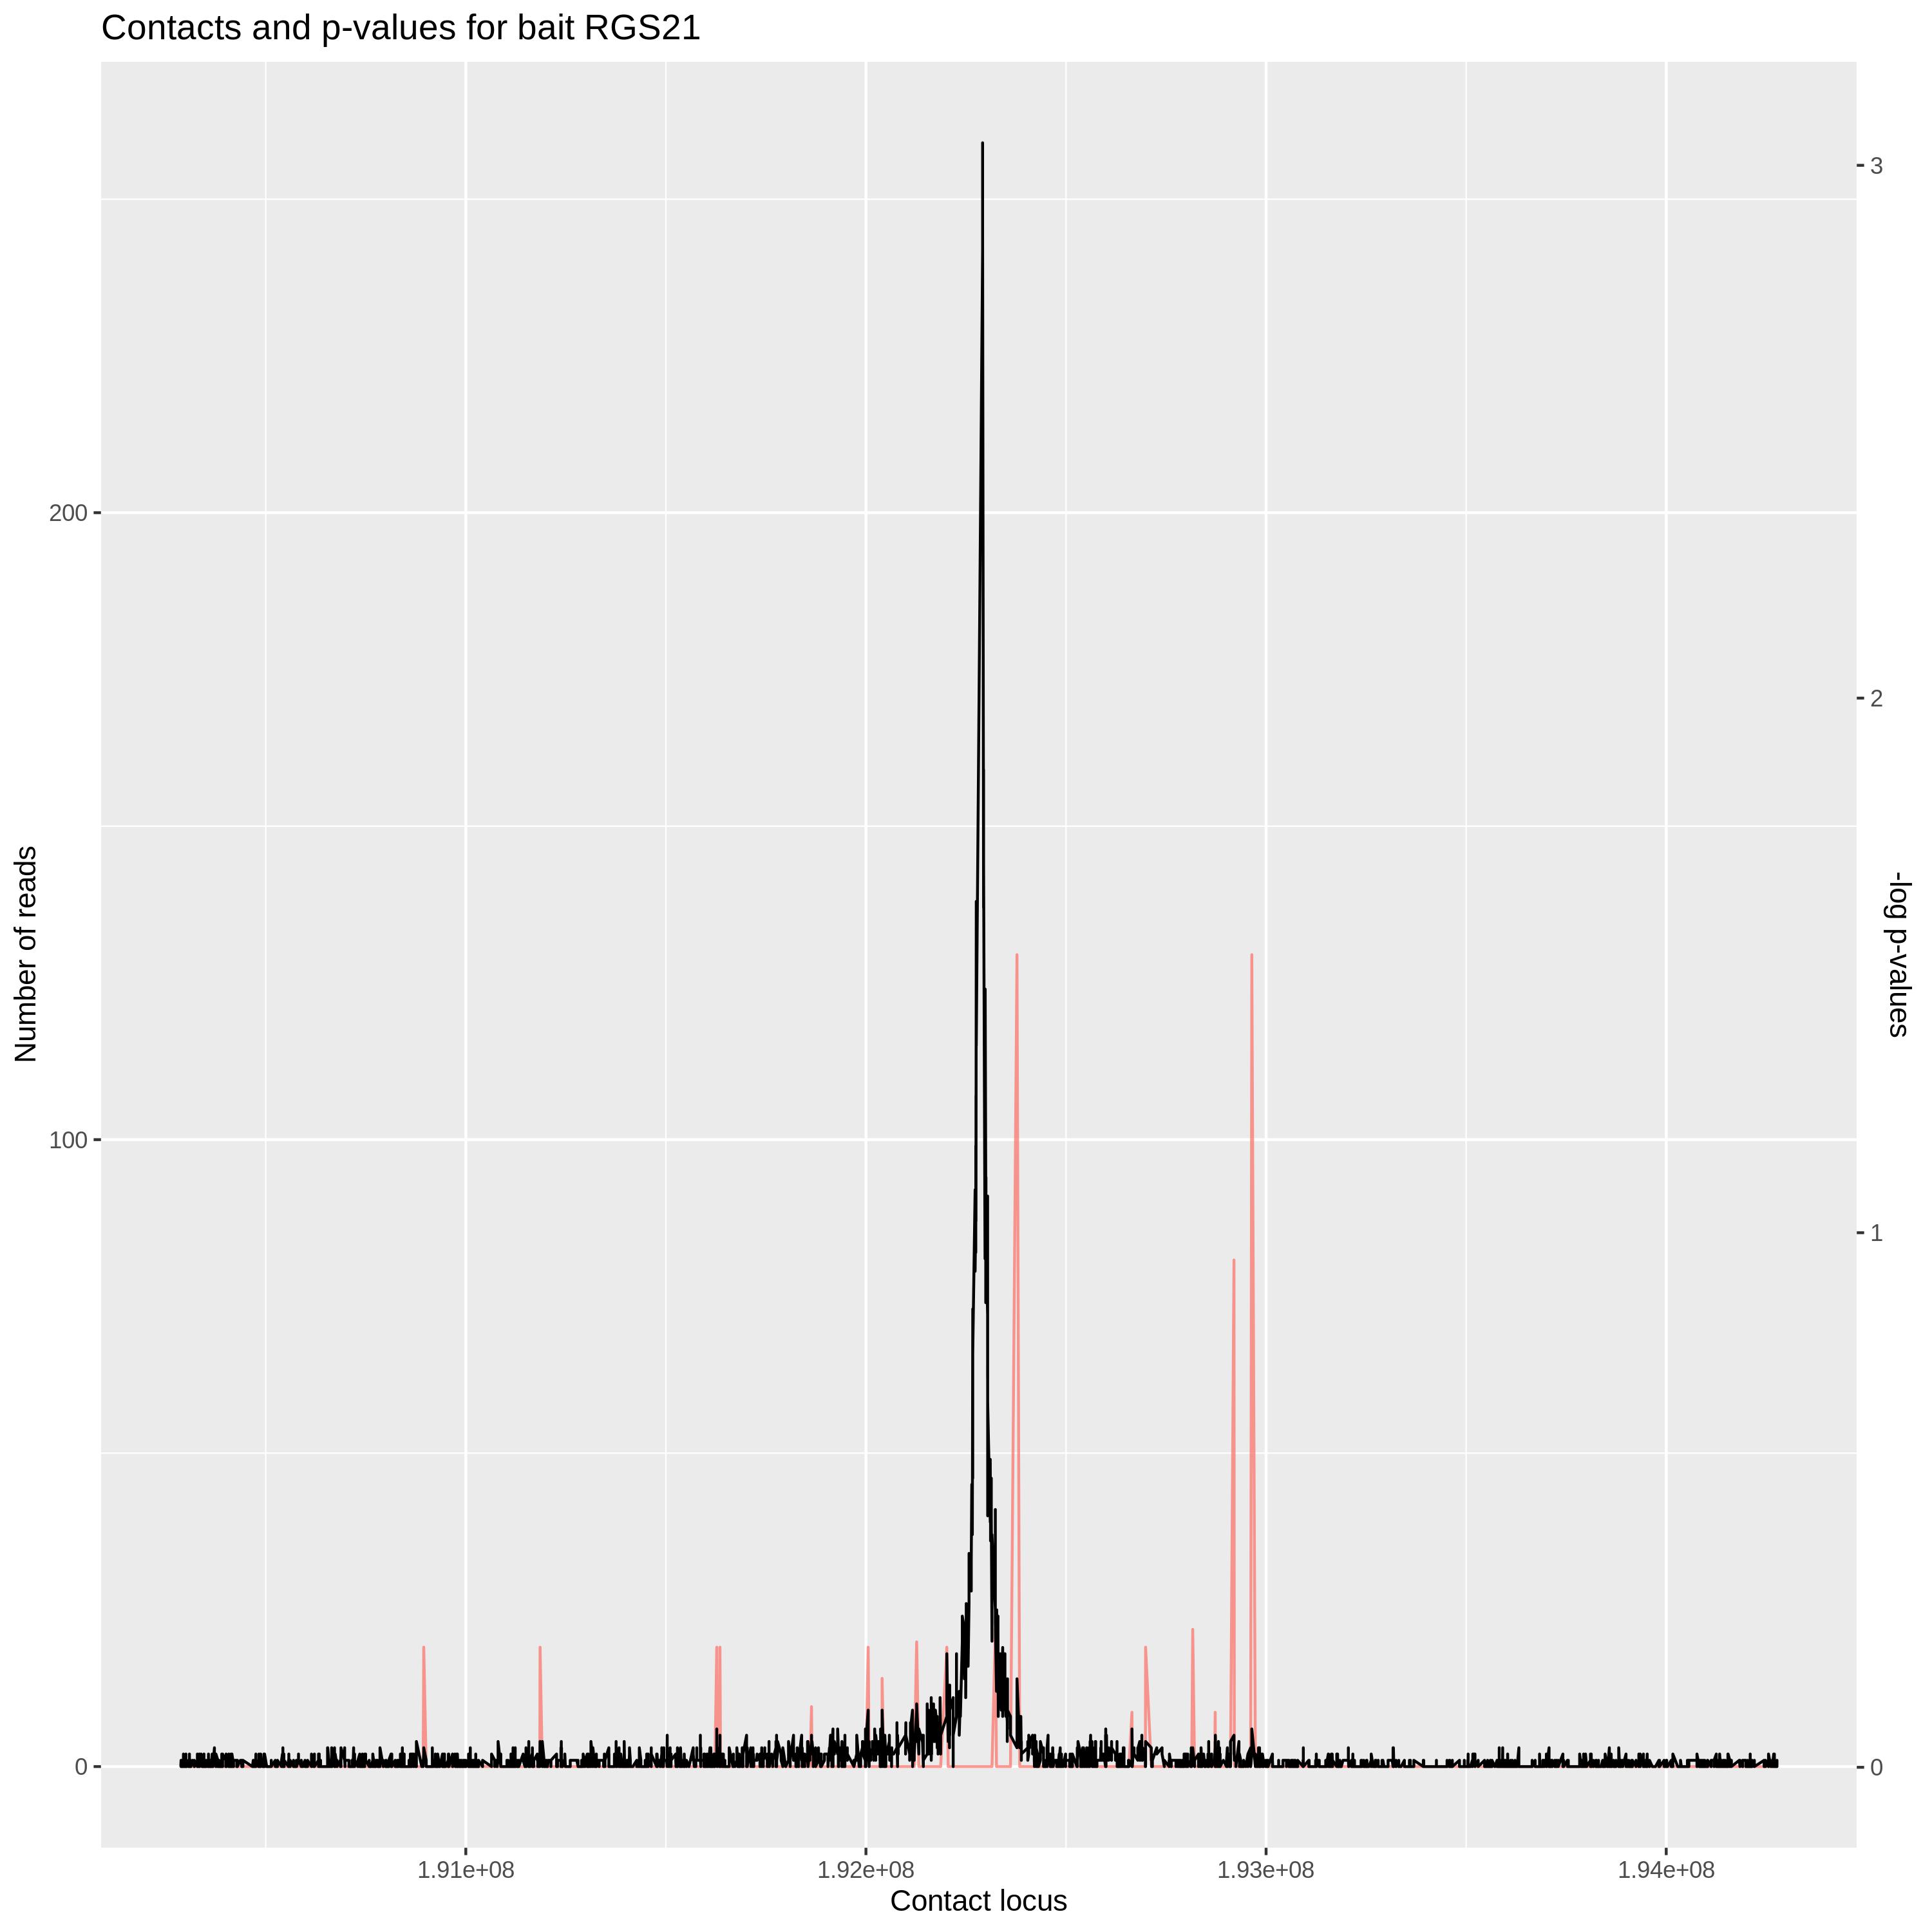 Contacts and p-values for bait RGS21
Number of reads
200
100
0
3
2
1
0
-log p-values
1.91e+08 1.92e+08 1.93e+08 1.94e+08
Contact locus